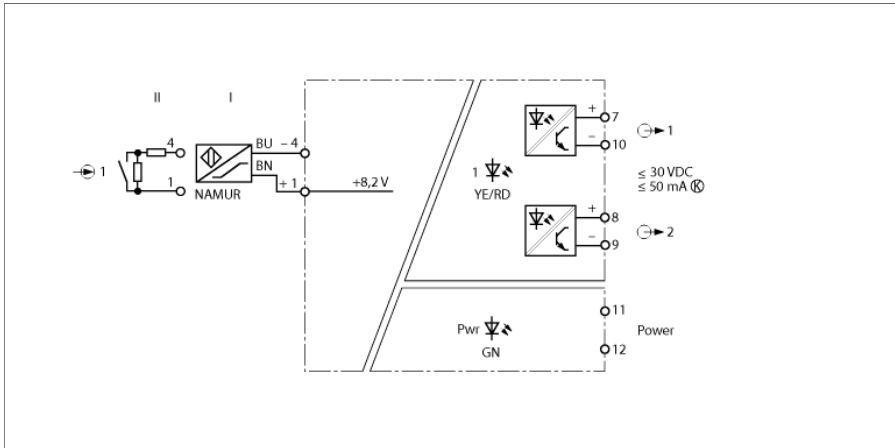 II
I
4
1
1
NAMUR
BU
– 4
BN
+ 1
+8,2 V
1
YE/RD
+
7
–
10
1
≤ 30 VDC
≤ 50 mA Ⓚ
+
8
–
9
2
Pwr
GN
11
12
Power